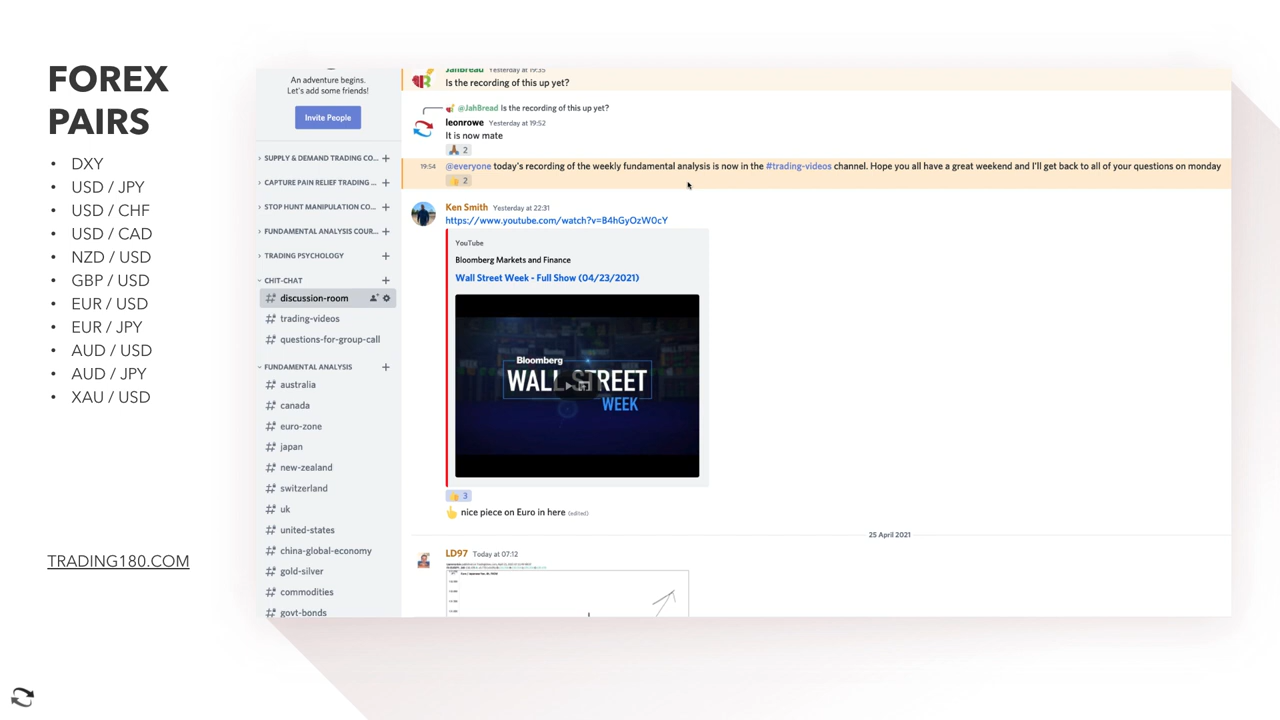 FOREX
PAIRS
• DXY
• USD / JPY
• USD / CHF
• USD / CAD
• NZD / USD
• GBP / USD
• EUR / USD
• EUR / JPY
• AUD / USD
• AUD / JPY
• XAU / USD
TRADING180.COM
An adventure begins.
Let's add some friends!
Invite People
SUPPLY & DEMAND TRADING CO...
CAPTURE PAIN RELIEF TRADING ...
STOP HUNT MANIPULATION CO...
FUNDAMENTAL ANALYSIS COUR...
TRADING PSYCHOLOGY
CHIT-CHAT
discussion-room
trading-videos
questions-for-group-call
FUNDAMENTAL ANALYSIS
australia
canada
euro-zone
japan
new-zealand
switzerland
uk
united-states
china-global-economy
gold-silver
commodities
govt-bonds
JahBread Yesterday at 19:35
Is the recording of this up yet?
@JahBread Is the recording of this up yet?
leonrowe Yesterday at 19:52
It is now mate
2
19:54 @everyone today's recording of the weekly fundamental analysis is now in the #trading-videos channel. Hope you all have a great weekend and I'll get back to all of your questions on monday
2
Ken Smith Yesterday at 22:31
https://www.youtube.com/watch?v=B4hGyOzW0cY
YouTube
Bloomberg Markets and Finance
Wall Street Week - Full Show (04/23/2021)
Bloomberg
WALL STREET
WEEK
3
nice piece on Euro in here (edited)
25 April 2021
LD97 Today at 07:12